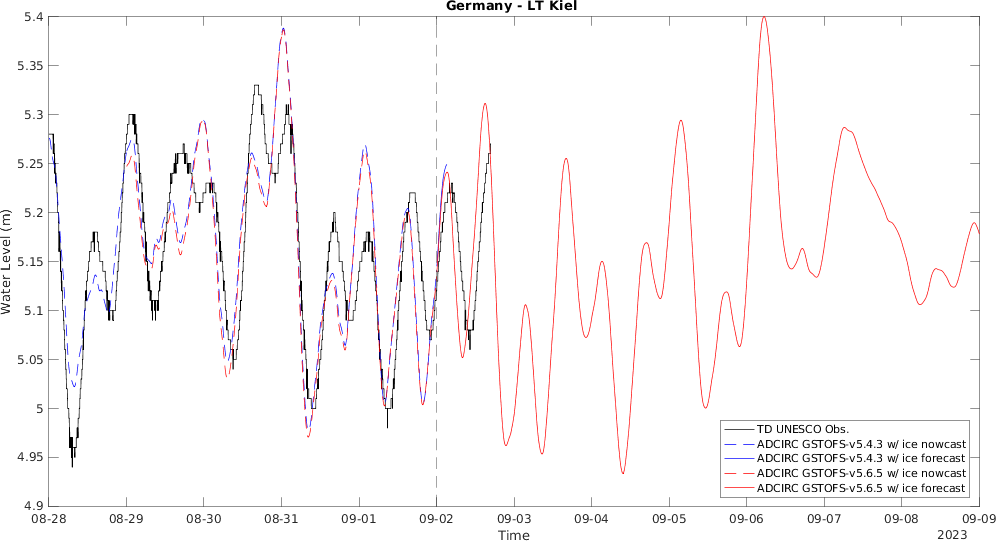 Germany - LT Kiel
Water Level (m)
5.4
5.35
5.3
5.25
5.2
5.15
5.1
5.05
5
4.95
4.9
08-28 08-29 08-30 08-31 09-01 09-02 09-03 09-04 09-05 09-06 09-07 09-08 09-09
Time
2023
TD UNESCO Obs.
ADCIRC GSTOFS-v5.4.3 w/ ice nowcast
ADCIRC GSTOFS-v5.4.3 w/ ice forecast
ADCIRC GSTOFS-v5.6.5 w/ ice nowcast
ADCIRC GSTOFS-v5.6.5 w/ ice forecast